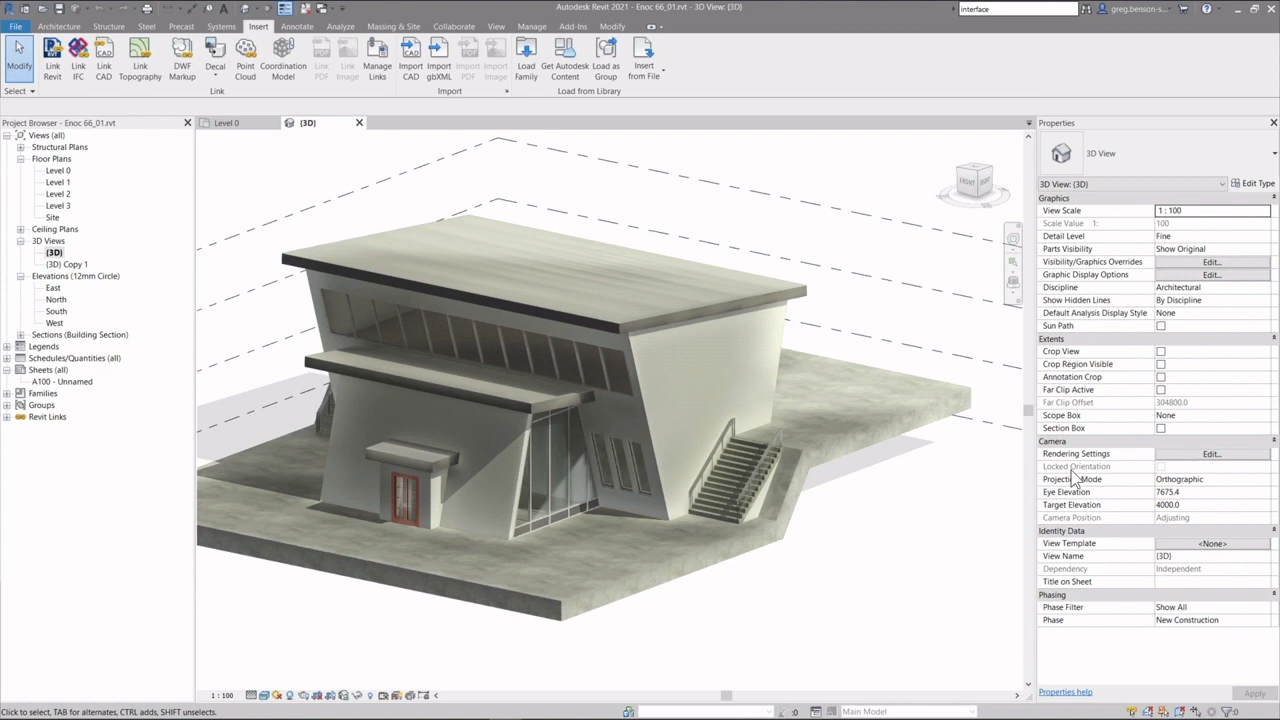 Autodesk Revit 2021 - Enoc 66_01.rvt - 3D View: {3D}
interface
greg.benson-s...
File Architecture Structure Steel Precast Systems Insert Annotate Analyze Massing & Site Collaborate View Manage Add-Ins Modify
Modify
Link Revit
Link IFC
Link CAD
Link Topography
DWF Markup
Decal
Point Cloud
Coordination Model
Link PDF
Link Image
Manage Links
Import CAD
Import gbXML
Import PDF
Import Image
Load Family
Get Autodesk Content
Load as Group
Insert from File
Select
Link
Import
Load from Library
Project Browser - Enoc 66_01.rvt
Views (all)
Structural Plans
Floor Plans
Level 0
Level 1
Level 2
Level 3
Site
Ceiling Plans
3D Views
{3D}
{3D} Copy 1
Elevations (12mm Circle)
East
North
South
West
Sections (Building Section)
Legends
Schedules/Quantities (all)
Sheets (all)
A100 - Unnamed
Families
Groups
Revit Links
Level 0
{3D}
FRONT
Properties
3D View
3D View: {3D}
Edit Type
Graphics
View Scale 1 : 100
Scale Value 1: 100
Detail Level Fine
Parts Visibility Show Original
Visibility/Graphics Overrides Edit...
Graphic Display Options Edit...
Discipline Architectural
Show Hidden Lines By Discipline
Default Analysis Display Style None
Sun Path
Extents
Crop View
Crop Region Visible
Annotation Crop
Far Clip Active
Far Clip Offset 304800.0
Scope Box None
Section Box
Camera
Rendering Settings Edit...
Locked Orientation
Projection Mode Orthographic
Eye Elevation 7675.4
Target Elevation 4000.0
Camera Position Adjusting
Identity Data
View Template <None>
View Name {3D}
Dependency Independent
Title on Sheet
Phasing
Phase Filter Show All
Phase New Construction
Properties help
Apply
1 : 100
Click to select, TAB for alternates, CTRL adds, SHIFT unselects.
:0
Main Model
:0